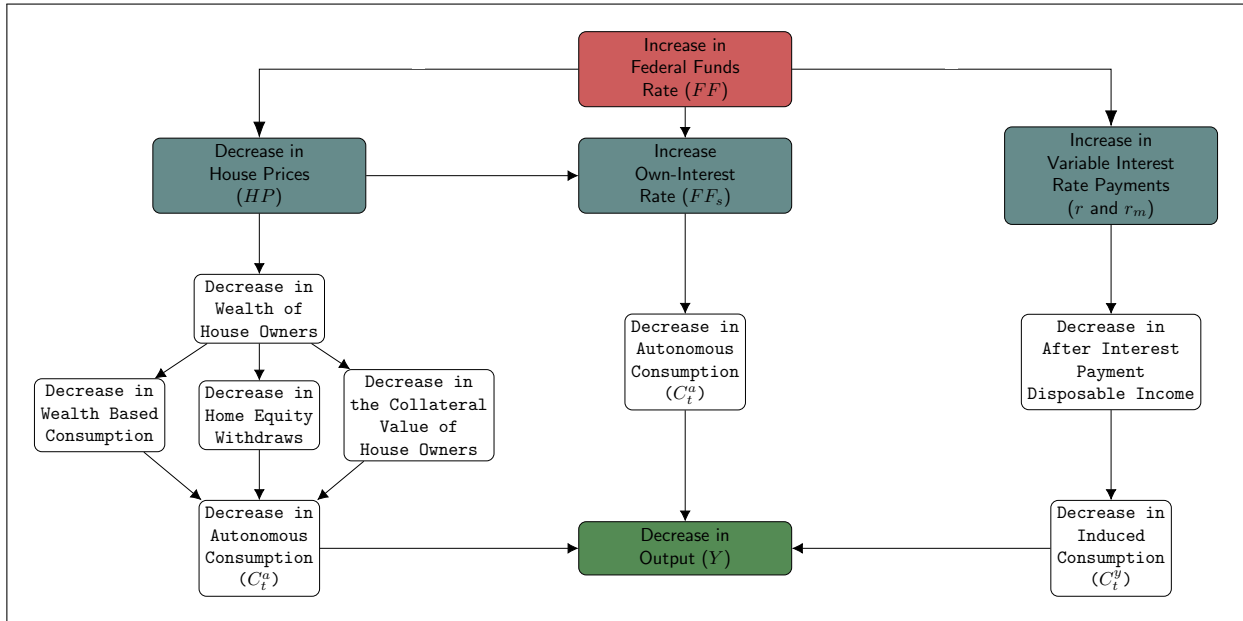 Increase in
Federal Funds
Rate (FF)
Decrease in
House Prices
(HP)
Increase
Own-Interest
Rate (FF_s)
Increase in
Variable Interest
Rate Payments
(r and r_m)
Decrease in
Wealth of
House Owners
Decrease in
Autonomous
Consumption
(C_t^a)
Decrease in
After Interest
Payment
Disposable Income
Decrease in
Wealth Based
Consumption
Decrease in
Home Equity
Withdraws
Decrease in
the Collateral
Value of
House Owners
Decrease in
Autonomous
Consumption
(C_t^a)
Decrease in
Output (Y)
Decrease in
Induced
Consumption
(C_t^y)